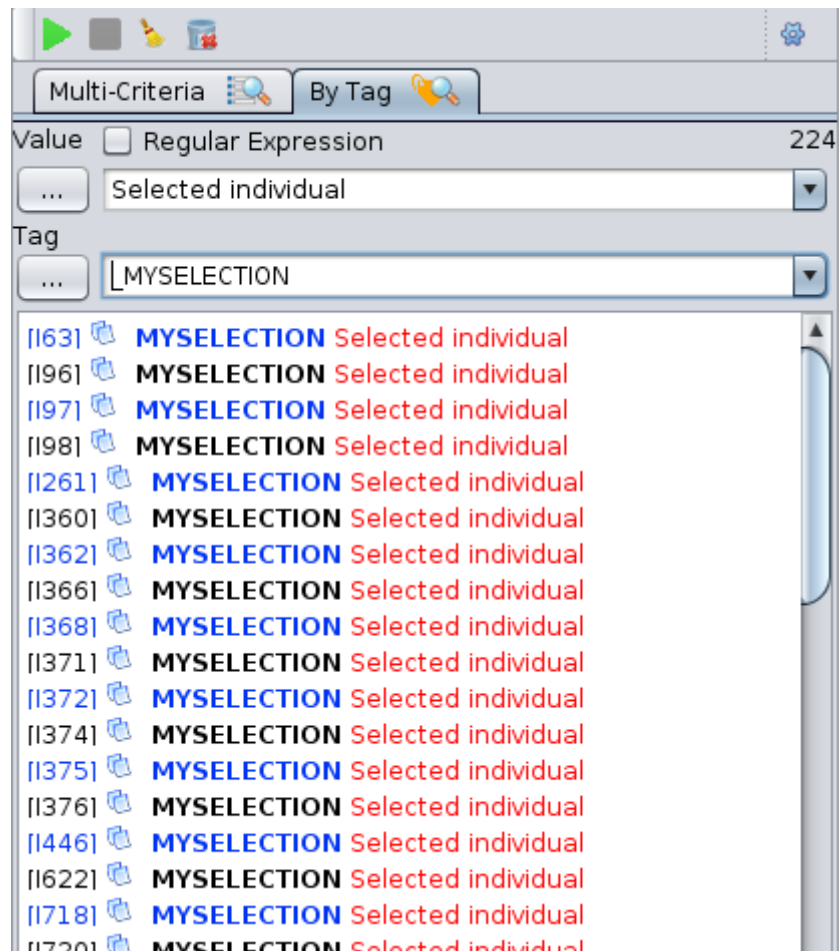 Multi-Criteria By Tag
Value Regular Expression 224
... Selected individual
Tag
... _MYSELECTION
[I63] MYSELECTION Selected individual
[I96] MYSELECTION Selected individual
[I97] MYSELECTION Selected individual
[I98] MYSELECTION Selected individual
[I261] MYSELECTION Selected individual
[I360] MYSELECTION Selected individual
[I362] MYSELECTION Selected individual
[I366] MYSELECTION Selected individual
[I368] MYSELECTION Selected individual
[I371] MYSELECTION Selected individual
[I372] MYSELECTION Selected individual
[I374] MYSELECTION Selected individual
[I375] MYSELECTION Selected individual
[I376] MYSELECTION Selected individual
[I446] MYSELECTION Selected individual
[I622] MYSELECTION Selected individual
[I718] MYSELECTION Selected individual
[I720] MYSELECTION Selected individual